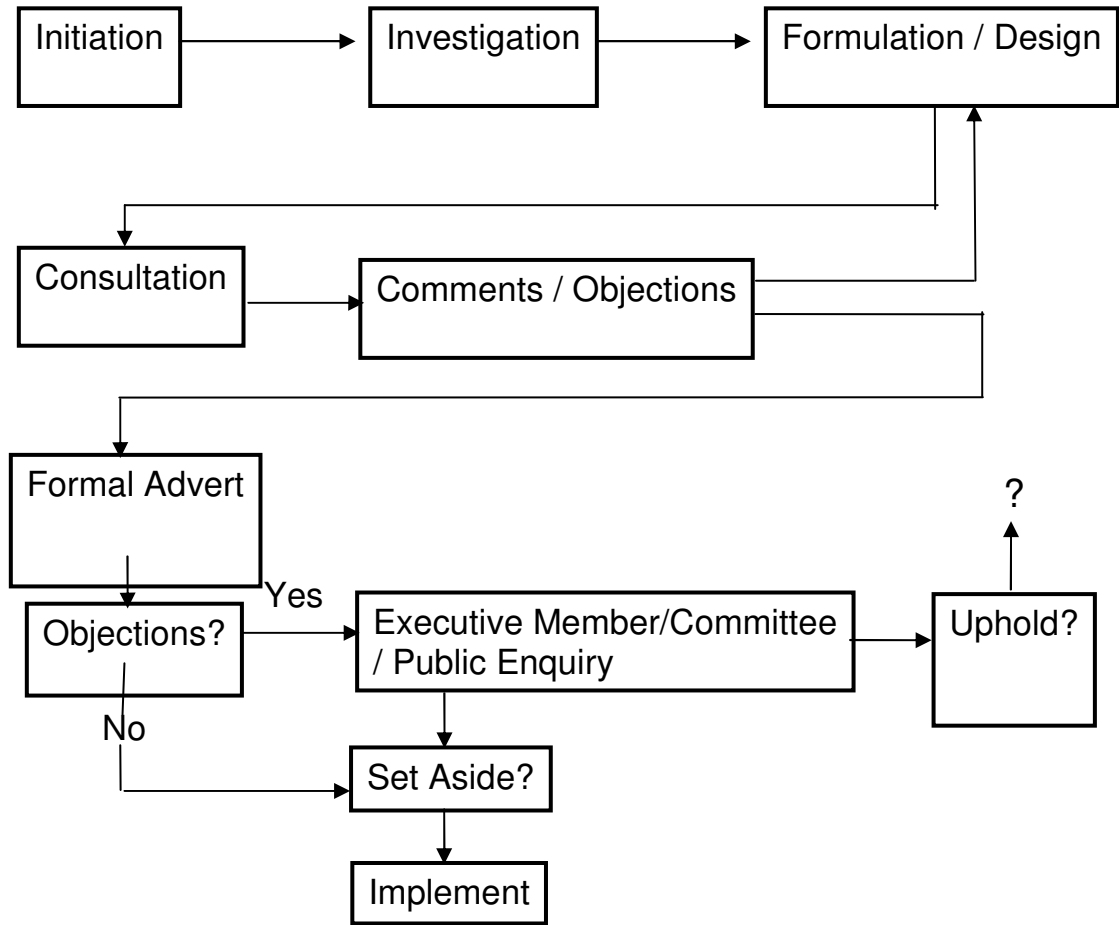 Initiation
Investigation
Formulation / Design
Consultation
Comments / Objections
Formal Advert
?
Yes
Objections?
Executive Member/Committee
/ Public Enquiry
Uphold?
No
Set Aside?
Implement